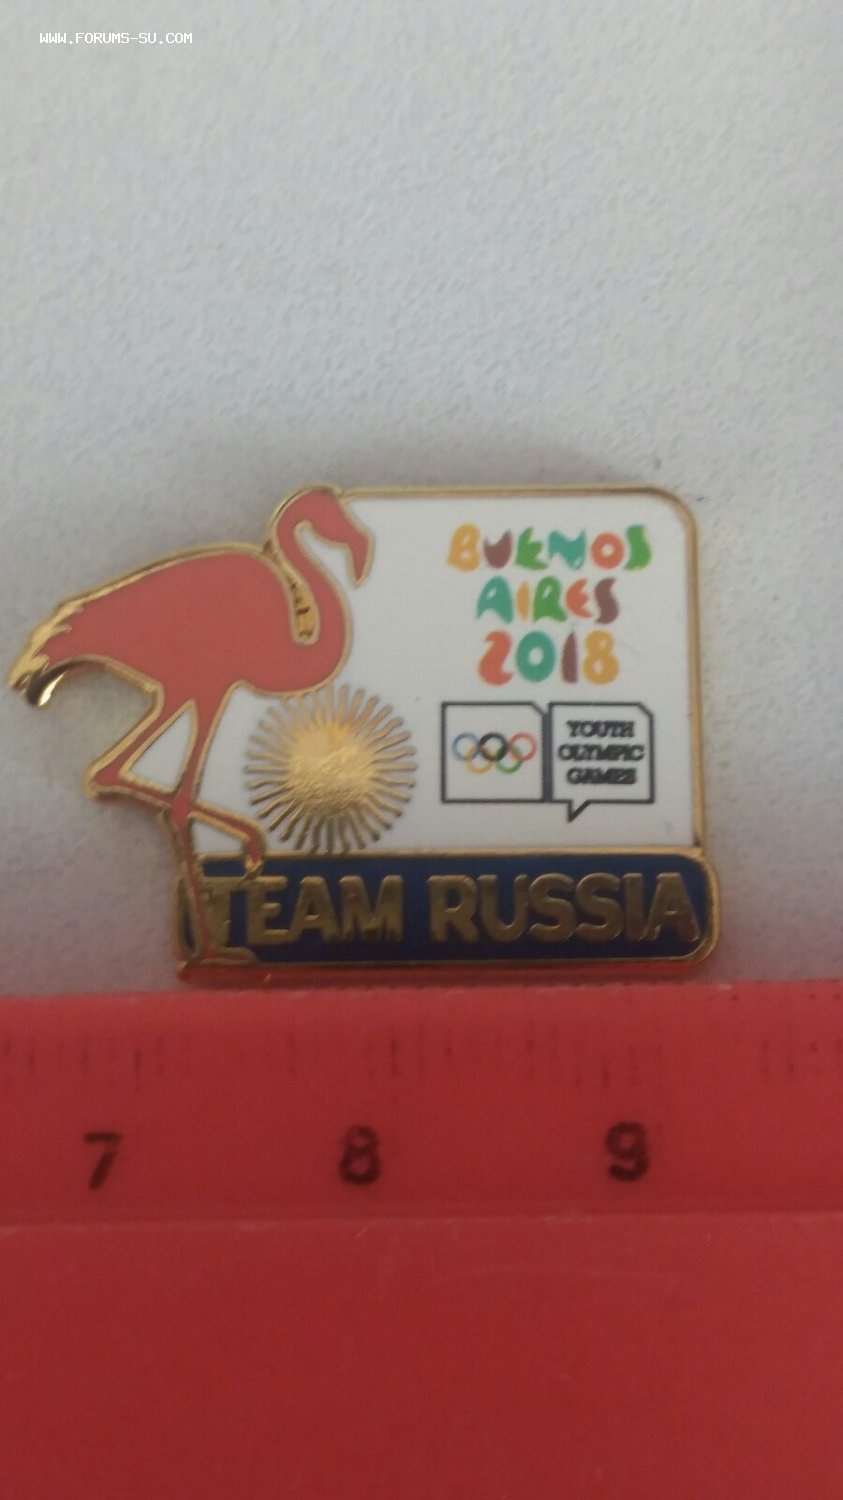 WWW.FORUMS-SU.COM
BUENOS
AIRES
2018
YOUTH
OLYMPIC
GAMES
TEAM RUSSIA
7 8 9